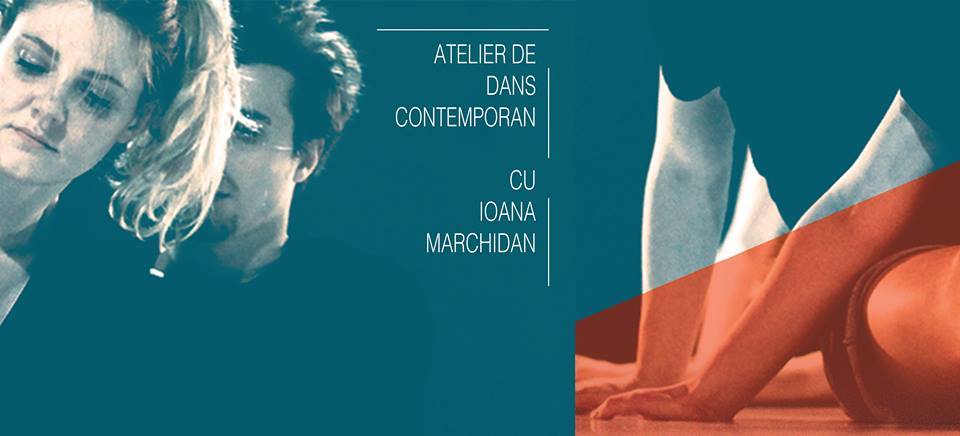 ATELIER DE
DANS
CONTEMPORAN
CU
IOANA
MARCHIDAN